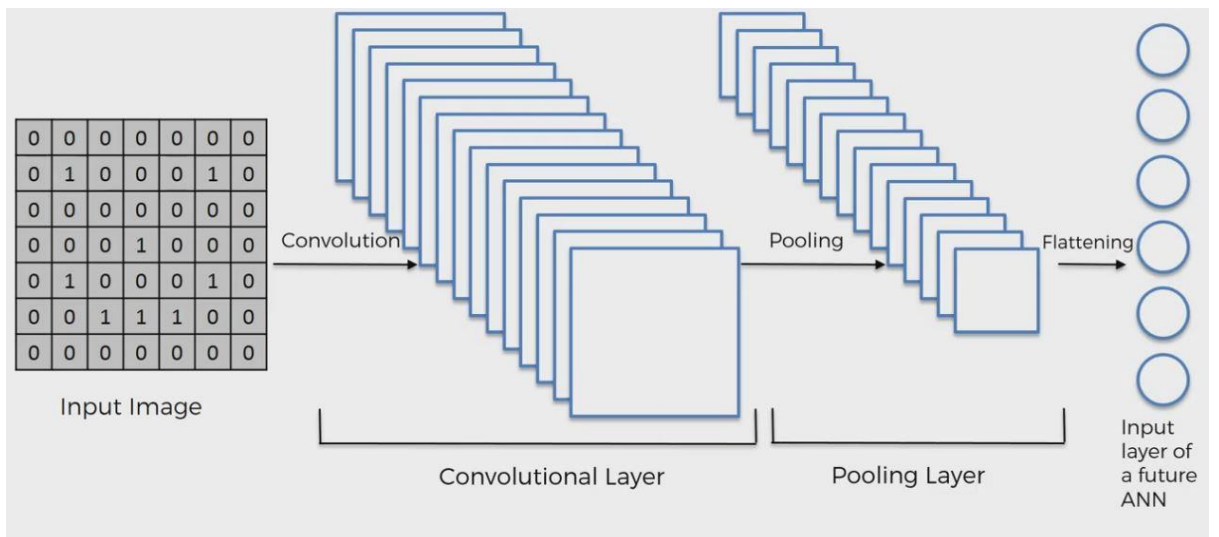 0 0 0 0 0 0 0
0 1 0 0 0 1 0
0 0 0 0 0 0 0
0 0 0 1 0 0 0
0 1 0 0 0 1 0
0 0 1 1 1 0 0
0 0 0 0 0 0 0
Input Image
Convolution
Convolutional Layer
Pooling
Pooling Layer
Flattening
Input
layer of
a future
ANN